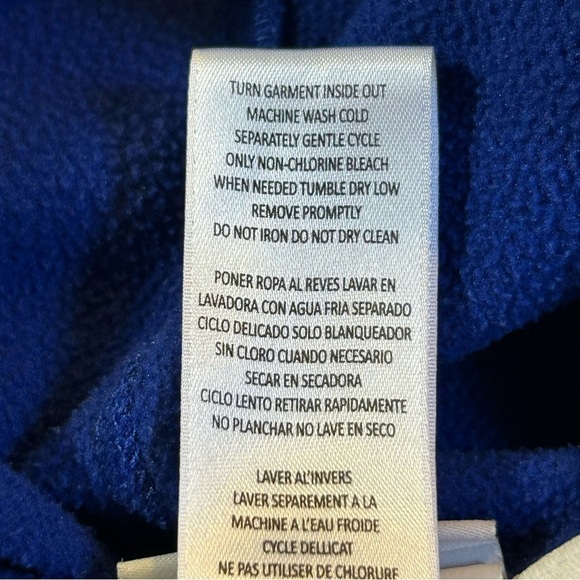 TURN GARMENT INSIDE OUT
MACHINE WASH COLD
SEPARATELY GENTLE CYCLE
ONLY NON-CHLORINE BLEACH
WHEN NEEDED TUMBLE DRY LOW
REMOVE PROMPTLY
DO NOT IRON DO NOT DRY CLEAN
PONER ROPA AL REVES LAVAR EN
LAVADORA CON AGUA FRIA SEPARADO
CICLO DELICADO SOLO BLANQUEADOR
SIN CLORO CUANDO NECESARIO
SECAR EN SECADORA
CICLO LENTO RETIRAR RAPIDAMENTE
NO PLANCHAR NO LAVE EN SECO
LAVER AL'INVERS
LAVER SEPAREMENT A LA
MACHINE A L'EAU FROIDE
CYCLE DELLICAT
NE PAS UTILISER DE CHLORURE